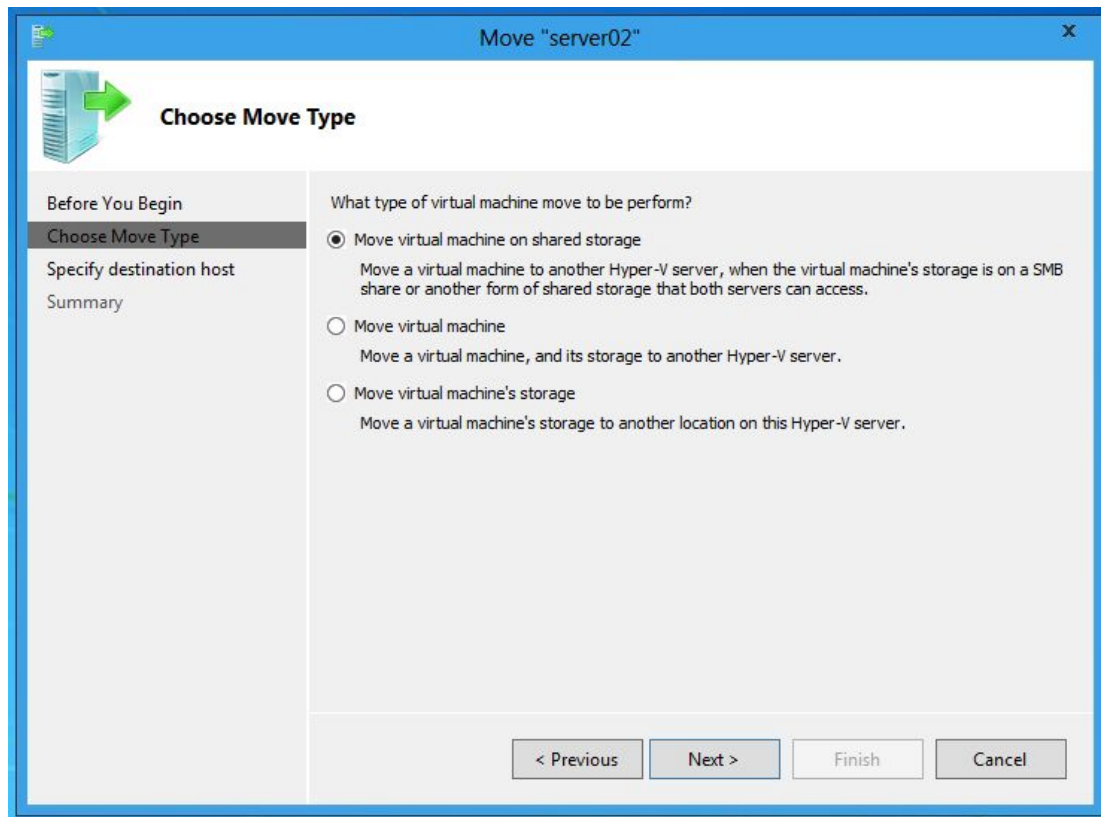 Move "server02"
x
Choose Move Type
Before You Begin
Choose Move Type
Specify destination host
Summary
What type of virtual machine move to be perform?
Move virtual machine on shared storage
Move a virtual machine to another Hyper-V server, when the virtual machine's storage is on a SMB
share or another form of shared storage that both servers can access.
Move virtual machine
Move a virtual machine, and its storage to another Hyper-V server.
Move virtual machine's storage
Move a virtual machine's storage to another location on this Hyper-V server.
< Previous Next > Finish Cancel